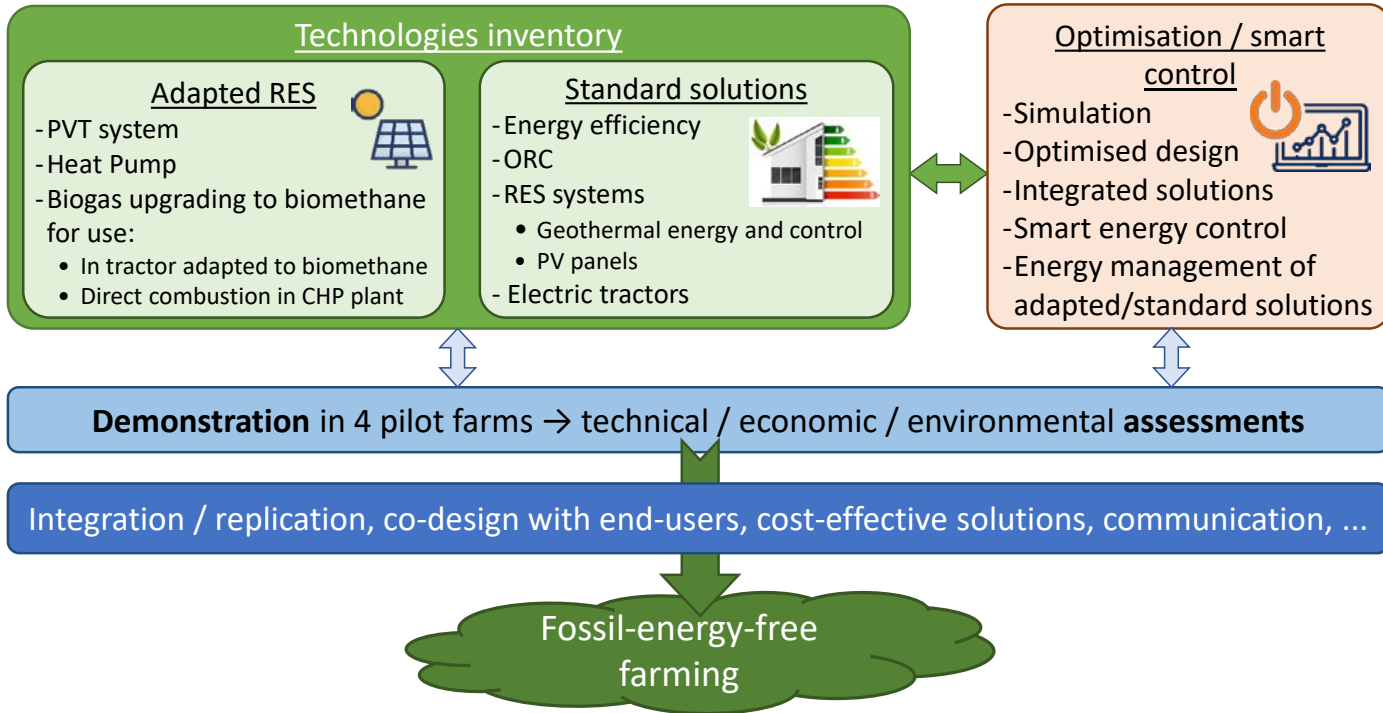 Technologies inventory
Adapted RES
-PVT system
-Heat Pump
-Biogas upgrading to biomethane
for use:
• In tractor adapted to biomethane
• Direct combustion in CHP plant
Standard solutions
-Energy efficiency
-ORC
-RES systems
• Geothermal energy and control
• PV panels
- Electric tractors
Optimisation / smart
control
-Simulation
-Optimised design
-Integrated solutions
-Smart energy control
-Energy management of
adapted/standard solutions
Demonstration in 4 pilot farms → technical / economic / environmental assessments
Integration / replication, co-design with end-users, cost-effective solutions, communication, ...
Fossil-energy-free
farming